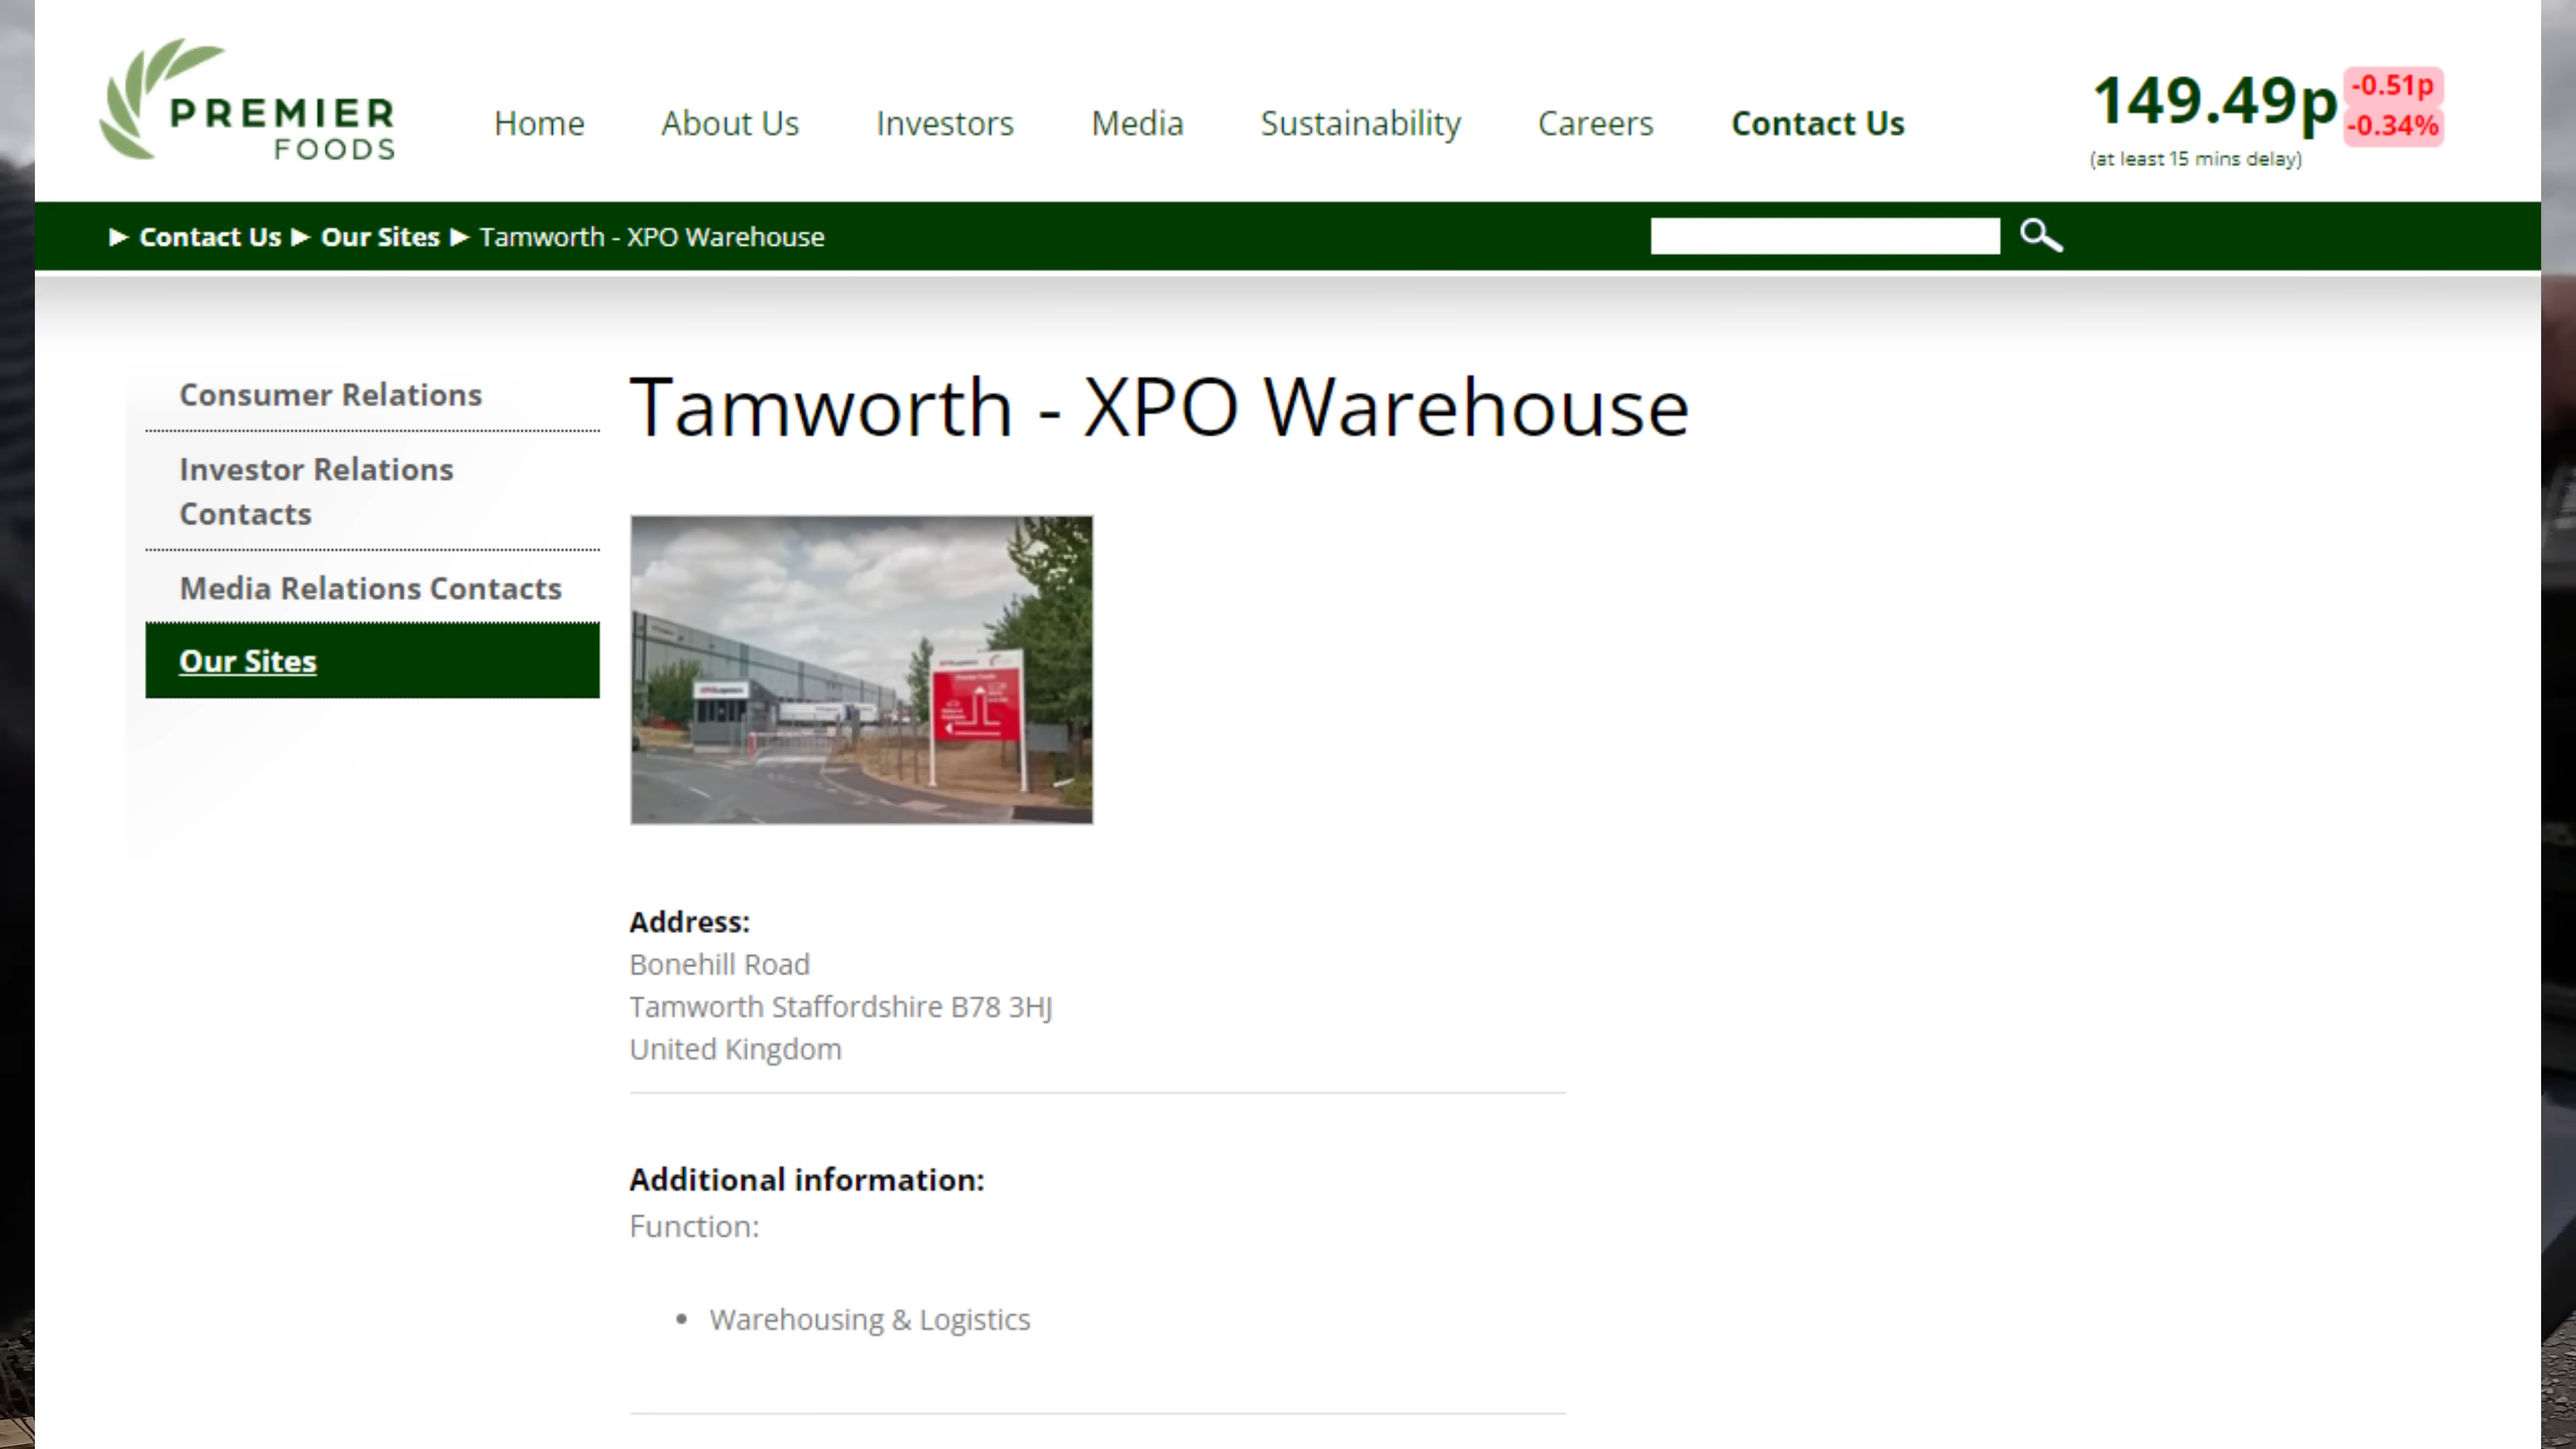 PREMIER
FOODS
Home
About Us
Investors
Media
Sustainability
Careers
Contact Us
149.49p
-0.51p
-0.34%
(at least 15 mins delay)
▶ Contact Us ▶ Our Sites ▶ Tamworth - XPO Warehouse
Consumer Relations
Investor Relations
Contacts
Media Relations Contacts
Our Sites
Tamworth - XPO Warehouse
Address:
Bonehill Road
Tamworth Staffordshire B78 3HJ
United Kingdom
Additional information:
Function:
• Warehousing & Logistics